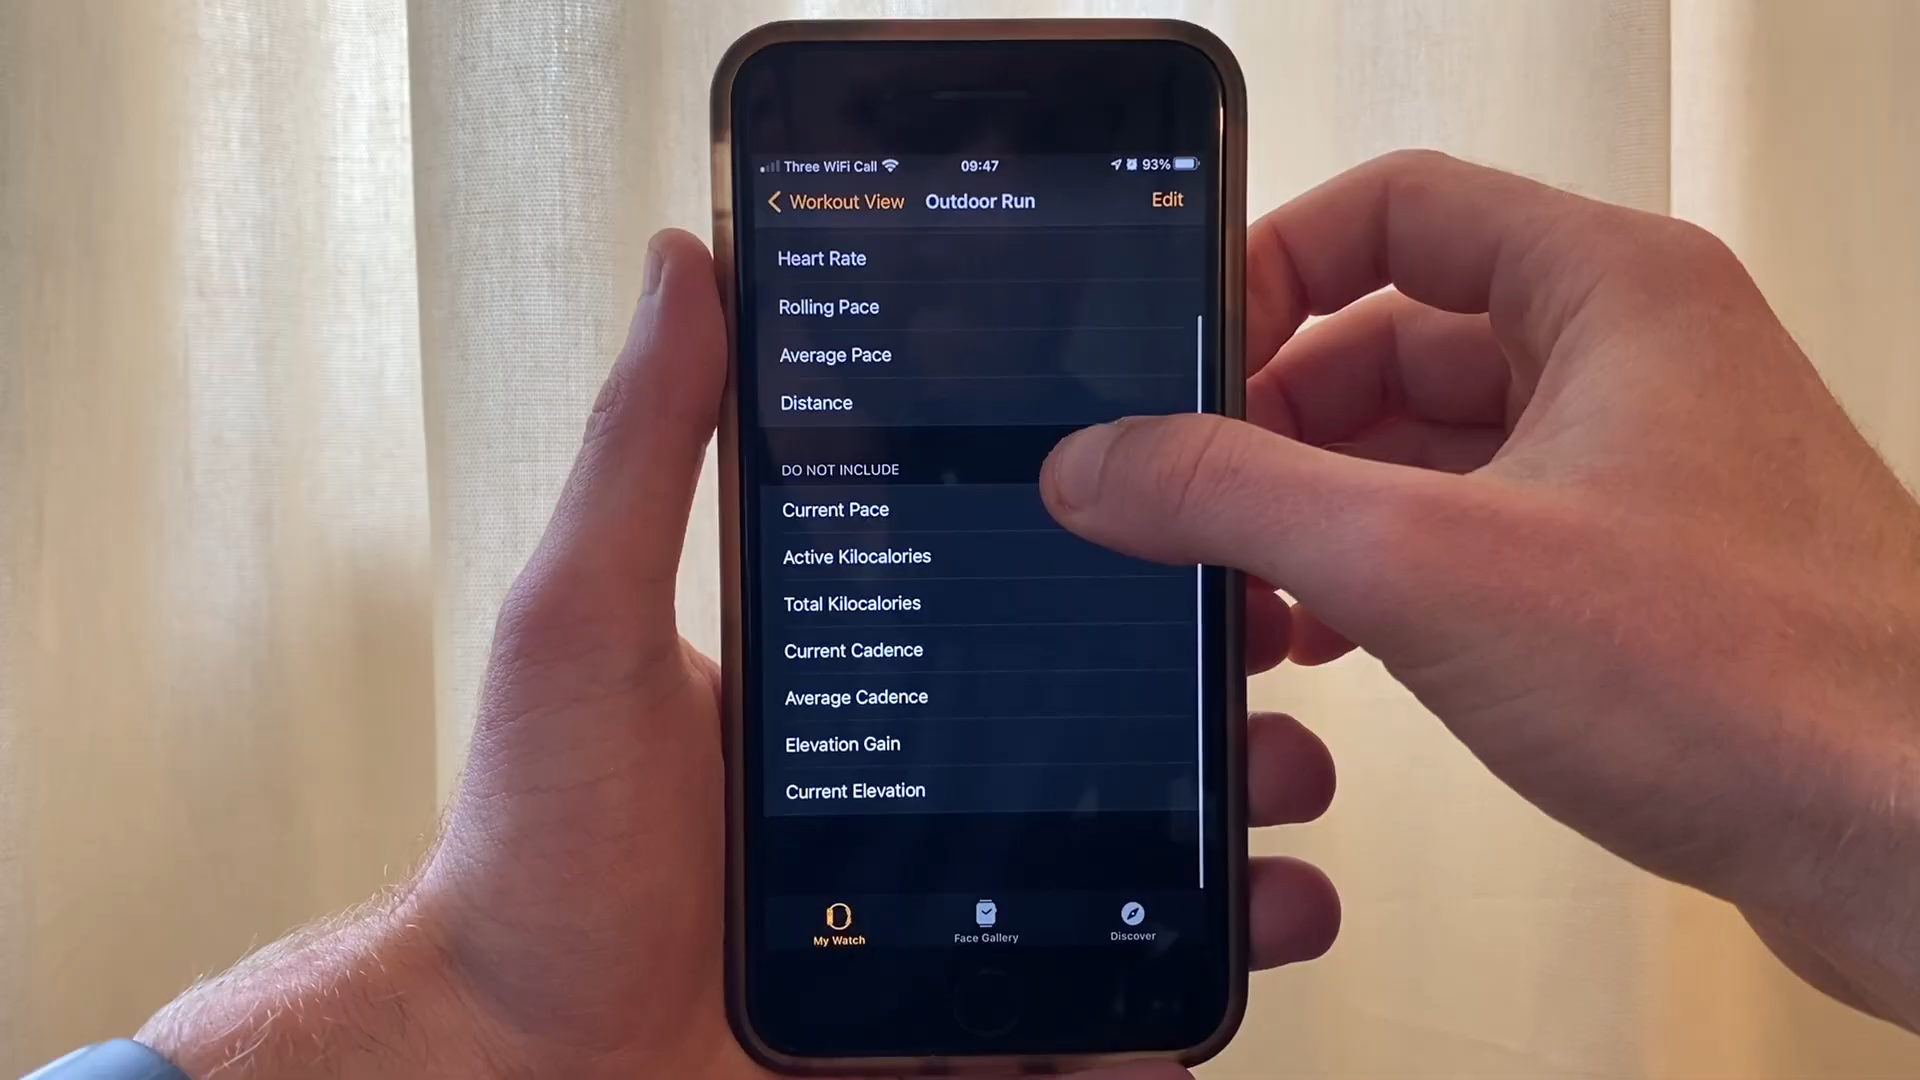 Three WiFi Call 09:47 93%
Workout View Outdoor Run Edit
Heart Rate
Rolling Pace
Average Pace
Distance
DO NOT INCLUDE
Current Pace
Active Kilocalories
Total Kilocalories
Current Cadence
Average Cadence
Elevation Gain
Current Elevation
My Watch Face Gallery Discover